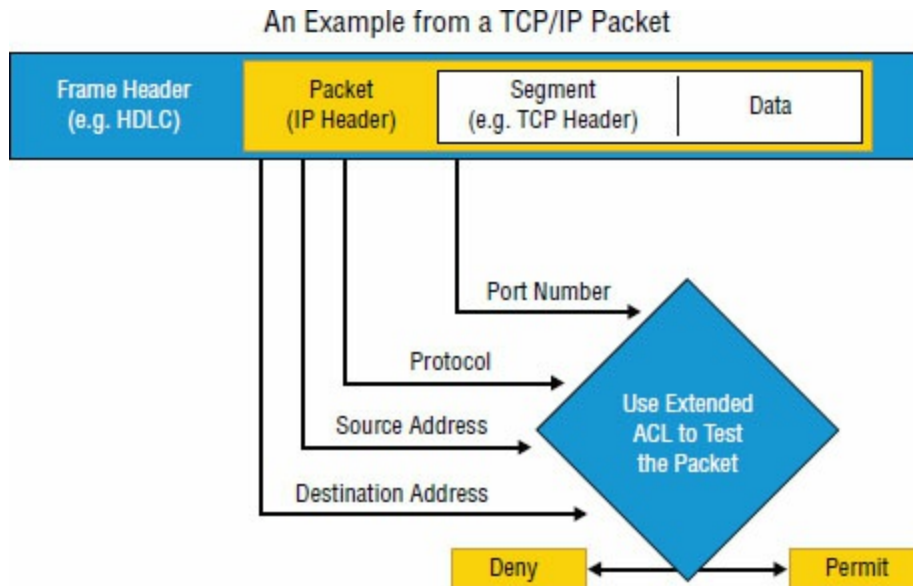 An Example from a TCP/IP Packet
Frame Header
(e.g. HDLC)
Packet
(IP Header)
Segment
(e.g. TCP Header)
Data
Port Number
Protocol
Source Address
Destination Address
Use Extended
ACL to Test
the Packet
Deny
Permit